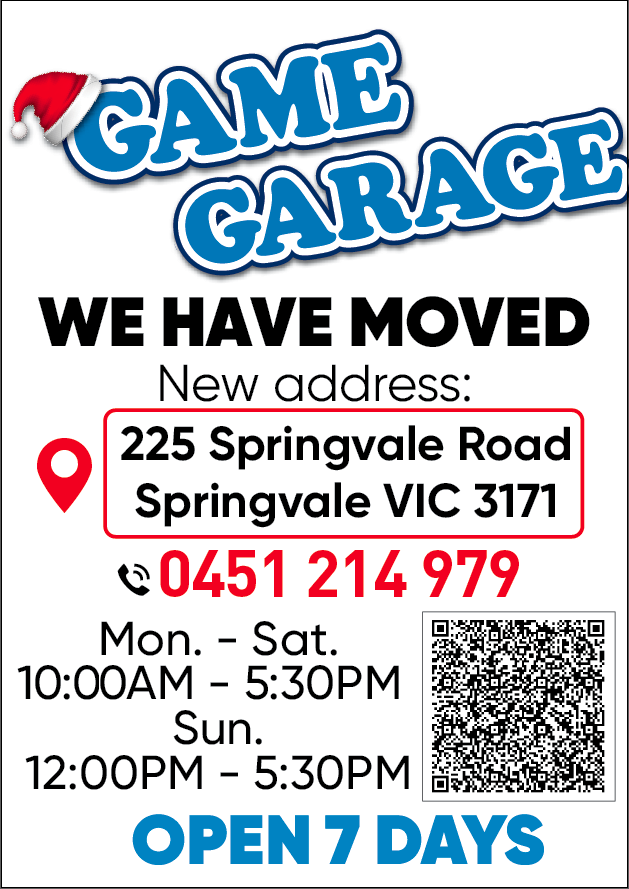 GAME
GARAGE
WE HAVE MOVED
New address:
225 Springvale Road
Springvale VIC 3171
0451 214 979
Mon. - Sat.
10:00AM - 5:30PM
Sun.
12:00PM - 5:30PM
OPEN 7 DAYS